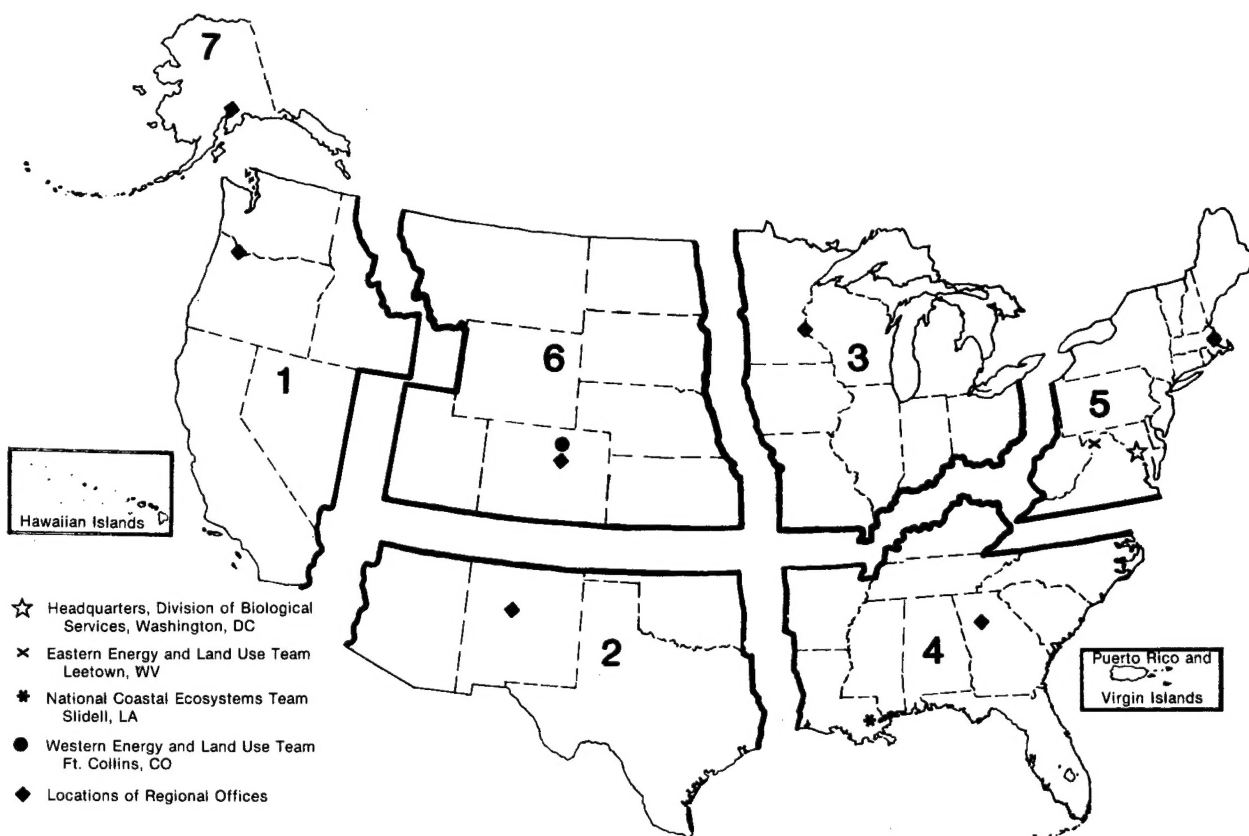 7
6
3
1
5
Hawaiian Islands
☆ Headquarters, Division of Biological
Services, Washington, DC
× Eastern Energy and Land Use Team
Leetown, WV
✱ National Coastal Ecosystems Team
Slidell, LA
● Western Energy and Land Use Team
Ft. Collins, CO
◆ Locations of Regional Offices
2
4
Puerto Rico and
Virgin Islands